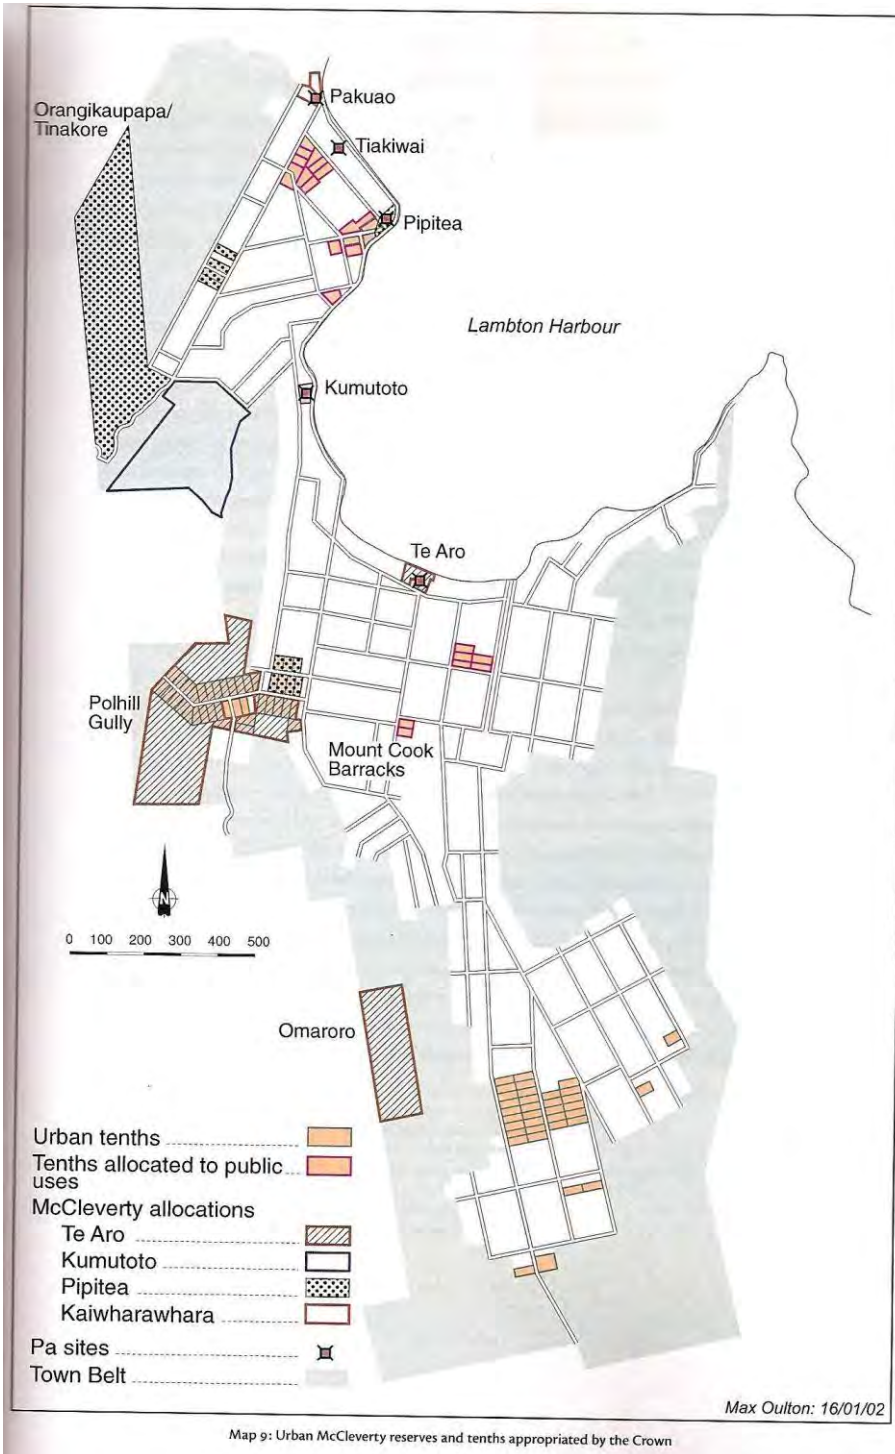 Orangikaupapa/
Tinakore
Pakuao
Tiakiwai
Pipitea
Lambton Harbour
Kumutoto
Te Aro
Polhill
Gully
Mount Cook
Barracks
N
0 100 200 300 400 500
Omaroro
Urban tenths
Tenths allocated to public
uses
McCleverty allocations
Te Aro
Kumutoto
Pipitea
Kaiwharawhara
Pa sites
Town Belt
Max Oulton: 16/01/02
Map 9: Urban McCleverty reserves and tenths appropriated by the Crown